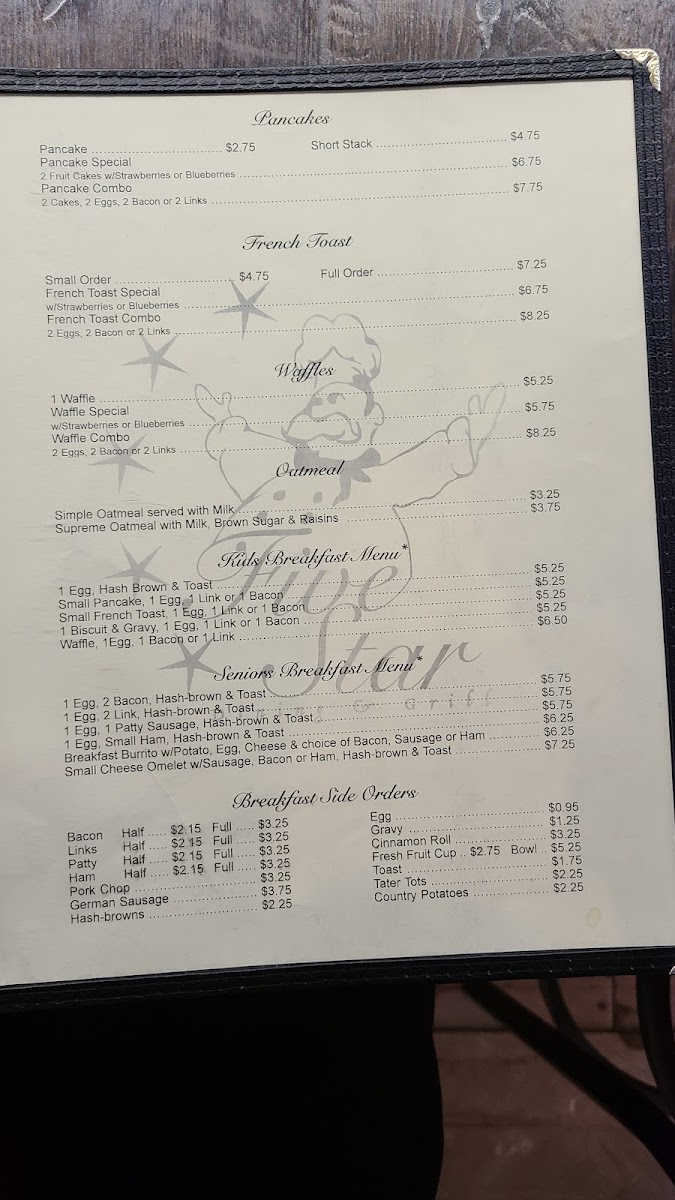 Pancakes
Pancake ........ $2.75 Short Stack ........ $4.75
Pancake Special
2 Fruit Cakes w/Strawberries or Blueberries ........ $6.75
Pancake Combo
2 Cakes, 2 Eggs, 2 Bacon or 2 Links ........ $7.75
French Toast
Small Order ........ $4.75 Full Order ........ $7.25
French Toast Special
w/Strawberries or Blueberries ........ $6.75
French Toast Combo
2 Eggs, 2 Bacon or 2 Links ........ $8.25
Waffles
1 Waffle ........ $5.25
Waffle Special
w/Strawberries or Blueberries ........ $5.75
Waffle Combo
2 Eggs, 2 Bacon or 2 Links ........ $8.25
Oatmeal
Simple Oatmeal served with Milk ........ $3.25
Supreme Oatmeal with Milk, Brown Sugar & Raisins ........ $3.75
Kids Breakfast Menu*
1 Egg, Hash Brown & Toast ........ $5.25
Small Pancake, 1 Egg, 1 Link or 1 Bacon ........ $5.25
Small French Toast, 1 Egg, 1 Link or 1 Bacon ........ $5.25
1 Biscuit & Gravy, 1 Egg, 1 Link or 1 Bacon ........ $5.25
Waffle, 1Egg, 1 Bacon or 1 Link ........ $6.50
Five
Star
Dining & Grill
Seniors Breakfast Menu*
1 Egg, 2 Bacon, Hash-brown & Toast ........ $5.75
1 Egg, 2 Link, Hash-brown & Toast ........ $5.75
1 Egg, 1 Patty Sausage, Hash-brown & Toast ........ $5.75
1 Egg, Small Ham, Hash-brown & Toast ........ $6.25
Breakfast Burrito w/Potato, Egg, Cheese & choice of Bacon, Sausage or Ham ........ $6.25
Small Cheese Omelet w/Sausage, Bacon or Ham, Hash-brown & Toast ........ $7.25
Breakfast Side Orders
Bacon Half ..... $2.15 Full ..... $3.25
Links Half ..... $2.15 Full ..... $3.25
Patty Half ..... $2.15 Full ..... $3.25
Ham Half ..... $2.15 Full ..... $3.25
Pork Chop ........ $3.25
German Sausage ........ $3.75
Hash-browns ........ $2.25
Egg ........ $0.95
Gravy ........ $1.25
Cinnamon Roll ........ $3.25
Fresh Fruit Cup .. $2.75 Bowl .. $5.25
Toast ........ $1.75
Tater Tots ........ $2.25
Country Potatoes ........ $2.25